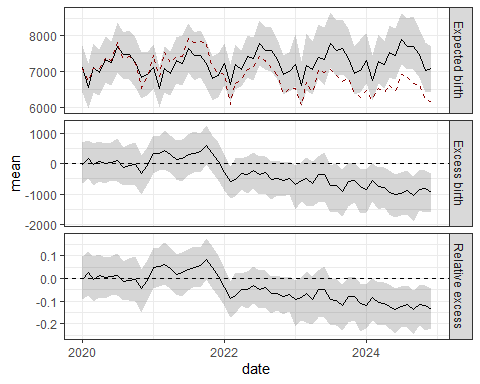 8000
7000
6000
Expected birth
1000
0
-1000
-2000
Excess birth
mean
0.1
0.0
-0.1
-0.2
Relative excess
2020
2022
2024
date